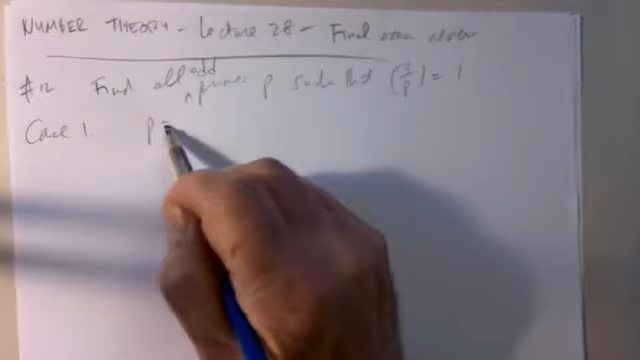 NUMBER THEORY - Lecture 28 - Final exam review
#12 Find all ^odd primes p such that (3/p) = 1
Case 1. p =